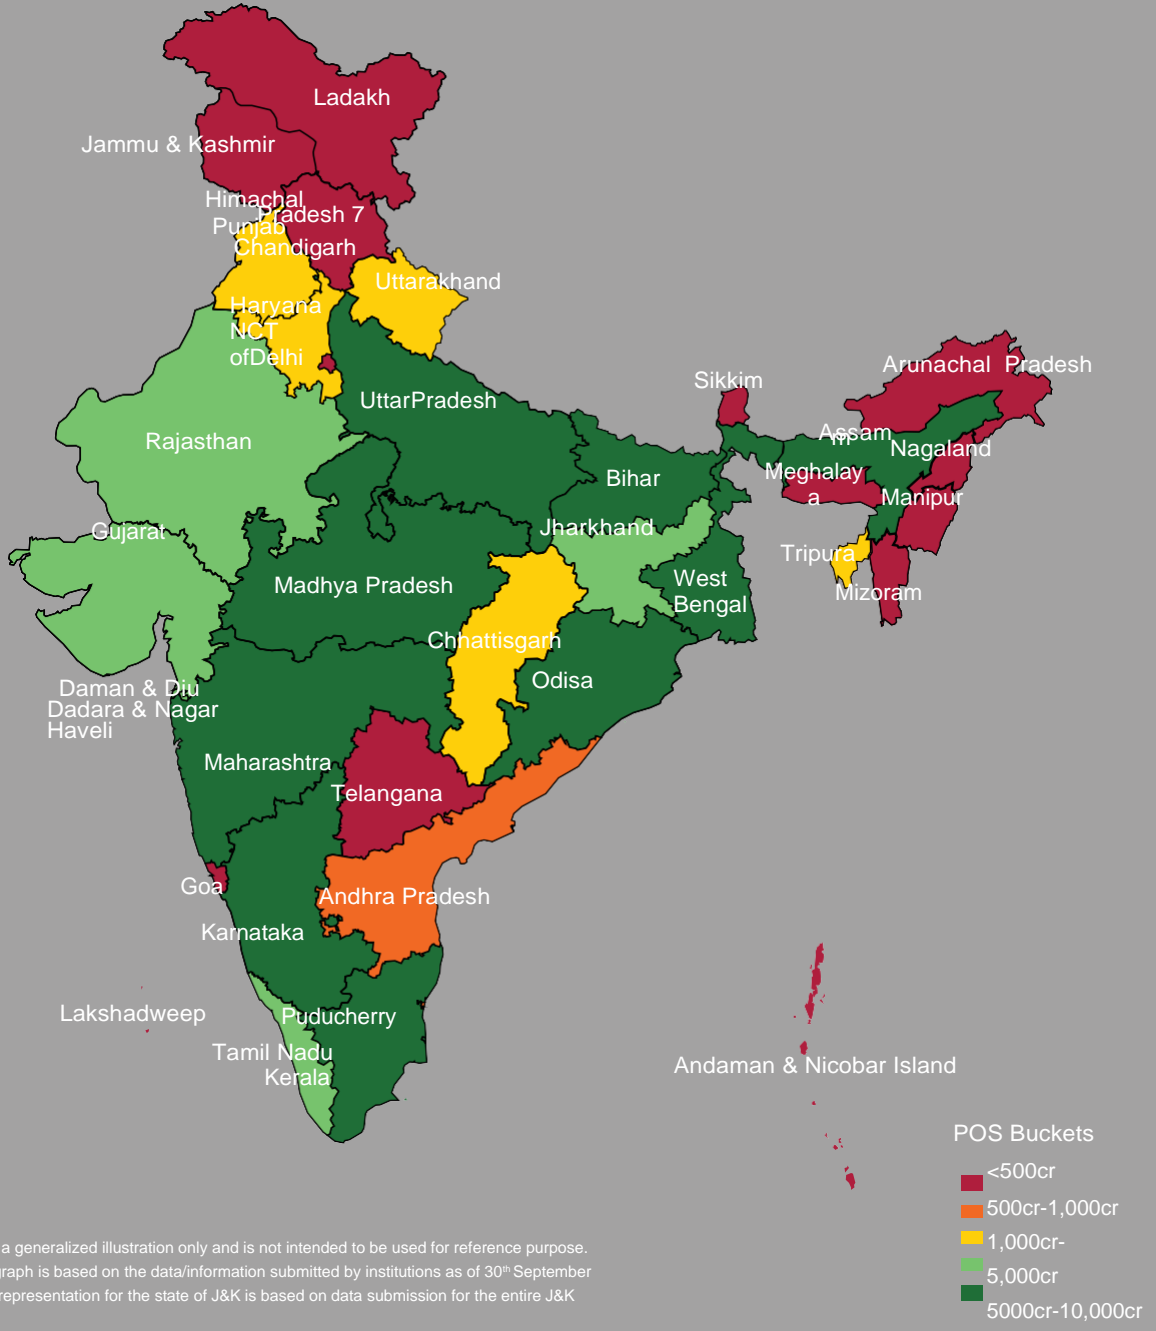 Ladakh
Jammu & Kashmir
Himachal
Pradesh 7
Punjab
Chandigarh
Uttarakhand
Haryana
NCT
ofDelhi
Arunachal Pradesh
Sikkim
UttarPradesh
Assam
m
Rajasthan
Nagaland
Bihar
Meghalay
a
Manipur
Gujarat
Jharkhand
Tripura
Madhya Pradesh
West
Bengal
Mizoram
Chhattisgarh
Odisa
Daman & Diu
Dadara & Nagar
Haveli
Maharashtra
Telangana
Goa
Andhra Pradesh
Karnataka
Lakshadweep
Puducherry
Tamil Nadu
Kerala
Andaman & Nicobar Island
POS Buckets
<500cr
500cr-1,000cr
1,000cr-
5,000cr
5000cr-10,000cr
a generalized illustration only and is not intended to be used for reference purpose.
graph is based on the data/information submitted by institutions as of 30th September
representation for the state of J&K is based on data submission for the entire J&K